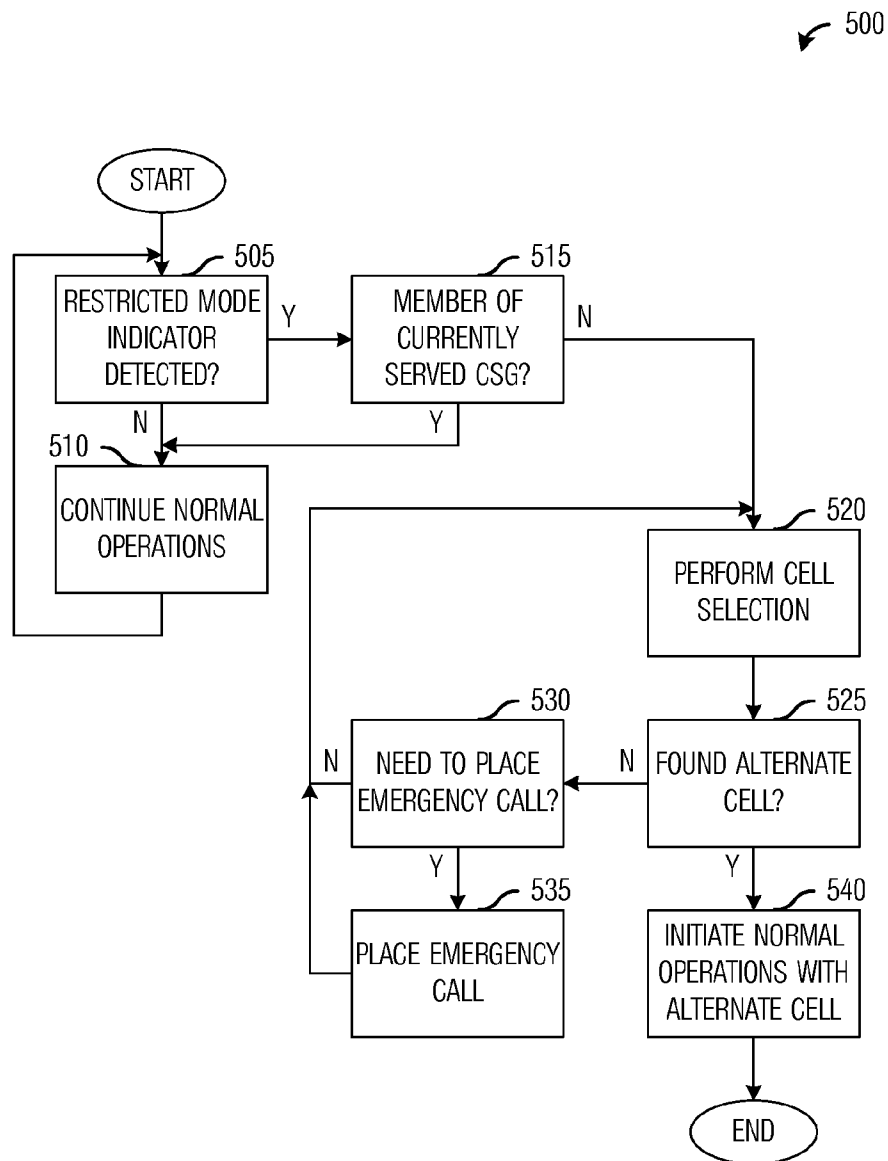 500
START
505
RESTRICTED MODE
INDICATOR
DETECTED?
Y
N
515
MEMBER OF
CURRENTLY
SERVED CSG?
N
Y
510
CONTINUE NORMAL
OPERATIONS
520
PERFORM CELL
SELECTION
525
FOUND ALTERNATE
CELL?
N
Y
530
NEED TO PLACE
EMERGENCY CALL?
N
Y
535
PLACE EMERGENCY
CALL
540
INITIATE NORMAL
OPERATIONS WITH
ALTERNATE CELL
END